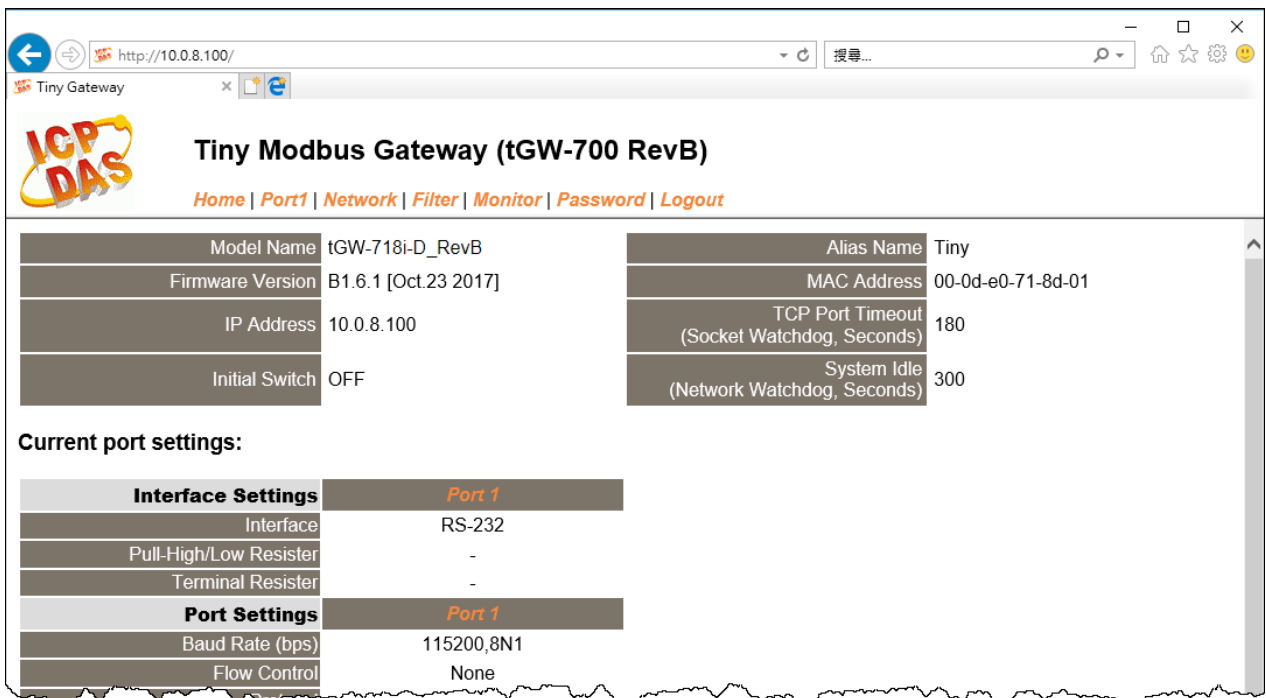 http://10.0.8.100/
搜尋...
Tiny Gateway
ICP
DAS
Tiny Modbus Gateway (tGW-700 RevB)
Home | Port1 | Network | Filter | Monitor | Password | Logout
Model Name tGW-718i-D_RevB Alias Name Tiny
Firmware Version B1.6.1 [Oct.23 2017] MAC Address 00-0d-e0-71-8d-01
IP Address 10.0.8.100 TCP Port Timeout
(Socket Watchdog, Seconds) 180
Initial Switch OFF System Idle
(Network Watchdog, Seconds) 300
Current port settings:
Interface Settings Port 1
Interface RS-232
Pull-High/Low Resister -
Terminal Resister -
Port Settings Port 1
Baud Rate (bps) 115200,8N1
Flow Control None